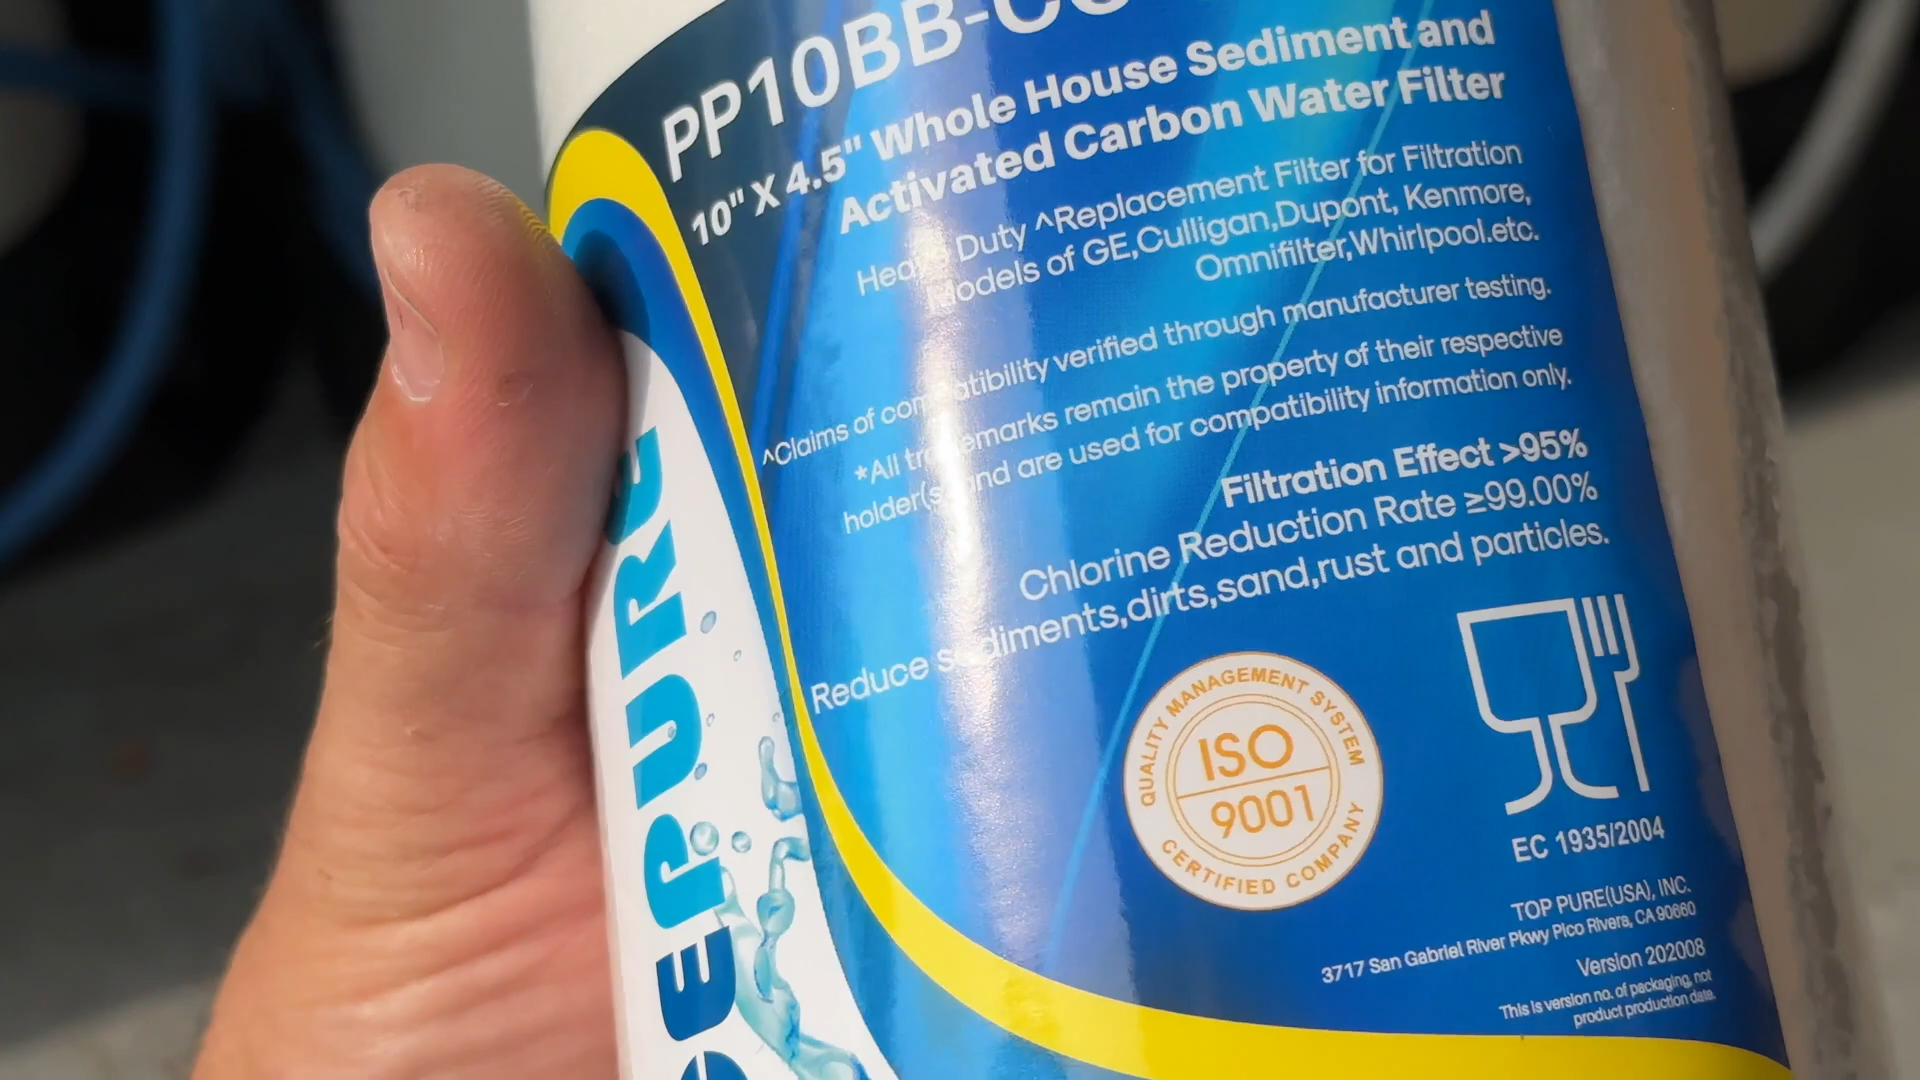 PP10BB-CC
10" X 4.5" Whole House Sediment and
Activated Carbon Water Filter
Heavy Duty ^Replacement Filter for Filtration
Models of GE,Culligan,Dupont, Kenmore,
Omnifilter,Whirlpool.etc.
^Claims of compatibility verified through manufacturer testing.
*All trademarks remain the property of their respective
holder(s) and are used for compatibility information only.
Filtration Effect >95%
Chlorine Reduction Rate ≥99.00%
Reduce sediments,dirts,sand,rust and particles.
QUALITY MANAGEMENT SYSTEM
ISO
9001
CERTIFIED COMPANY
EC 1935/2004
TOP PURE(USA), INC.
3717 San Gabriel River Pkwy Pico Rivera, CA 90660
Version 202008
This is version no. of packaging, not
product production date.
EPURE